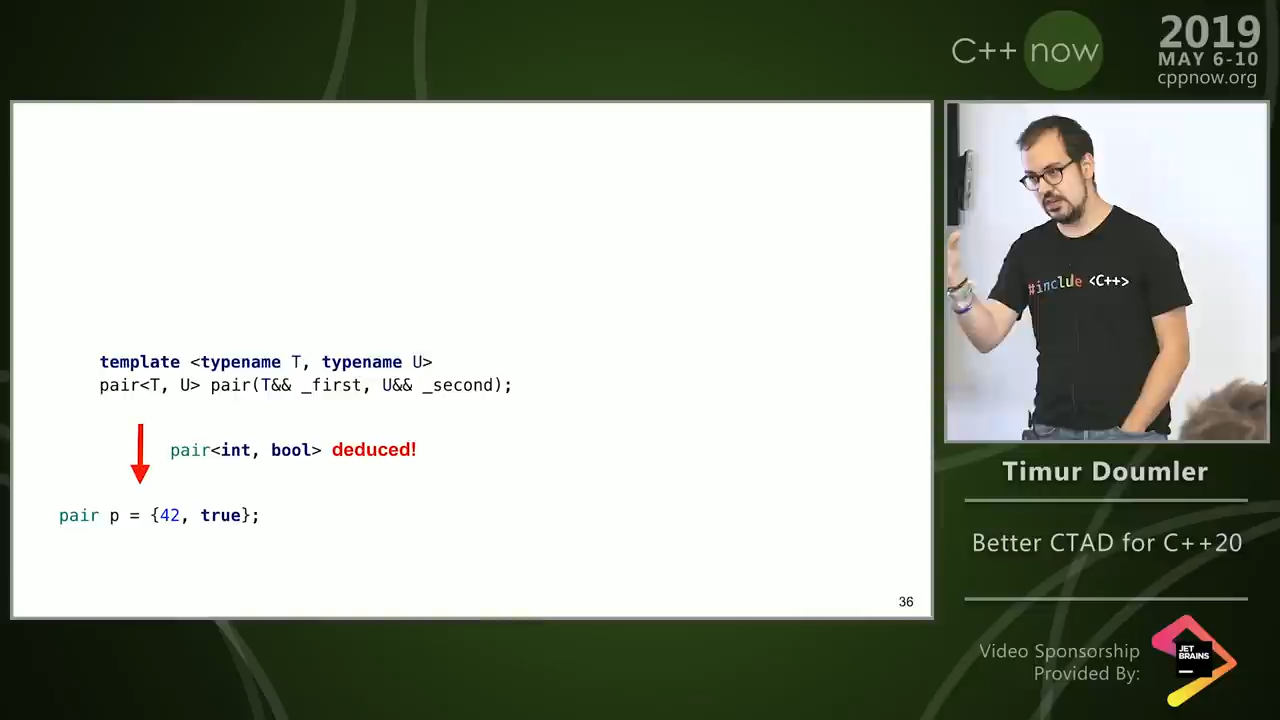 C++ now
2019
MAY 6-10
cppnow.org
template <typename T, typename U>
pair<T, U> pair(T&& _first, U&& _second);
pair<int, bool> deduced!
pair p = {42, true};
36
#include <C++>
Timur Doumler
Better CTAD for C++20
Video Sponsorship
Provided By:
JET
BRAINS